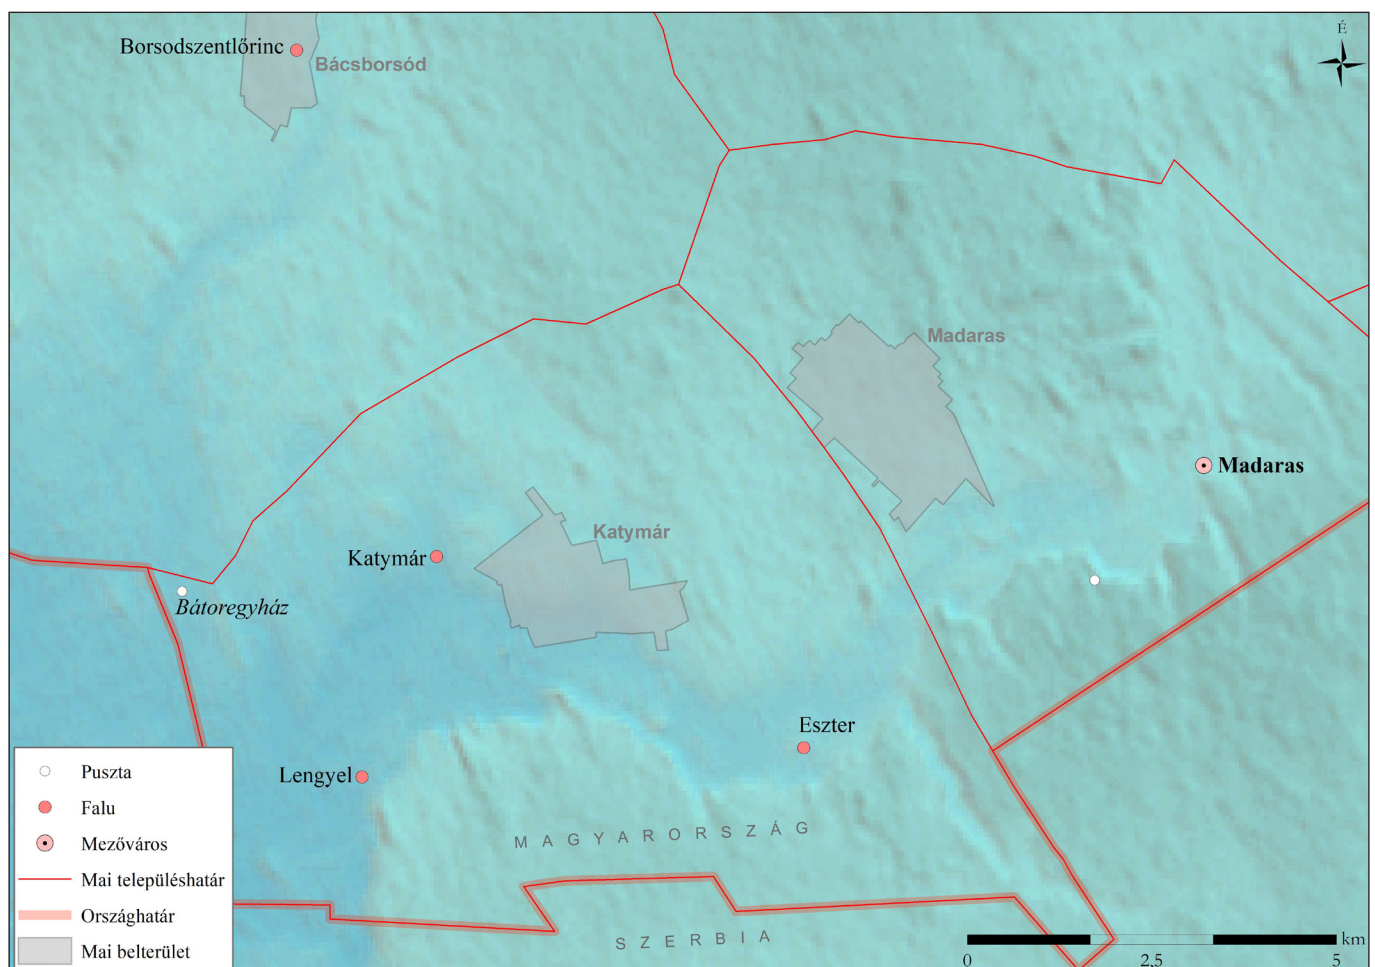 É
Borsodszentlőrinc
Bácsborsód
Madaras
Madaras
Katymár
Katymár
Bátoregyház
Eszter
Lengyel
MAGYARORSZÁG
SZERBIA
Puszta
Falu
Mezőváros
Mai településhatár
Országhatár
Mai belterület
km
0 2,5 5